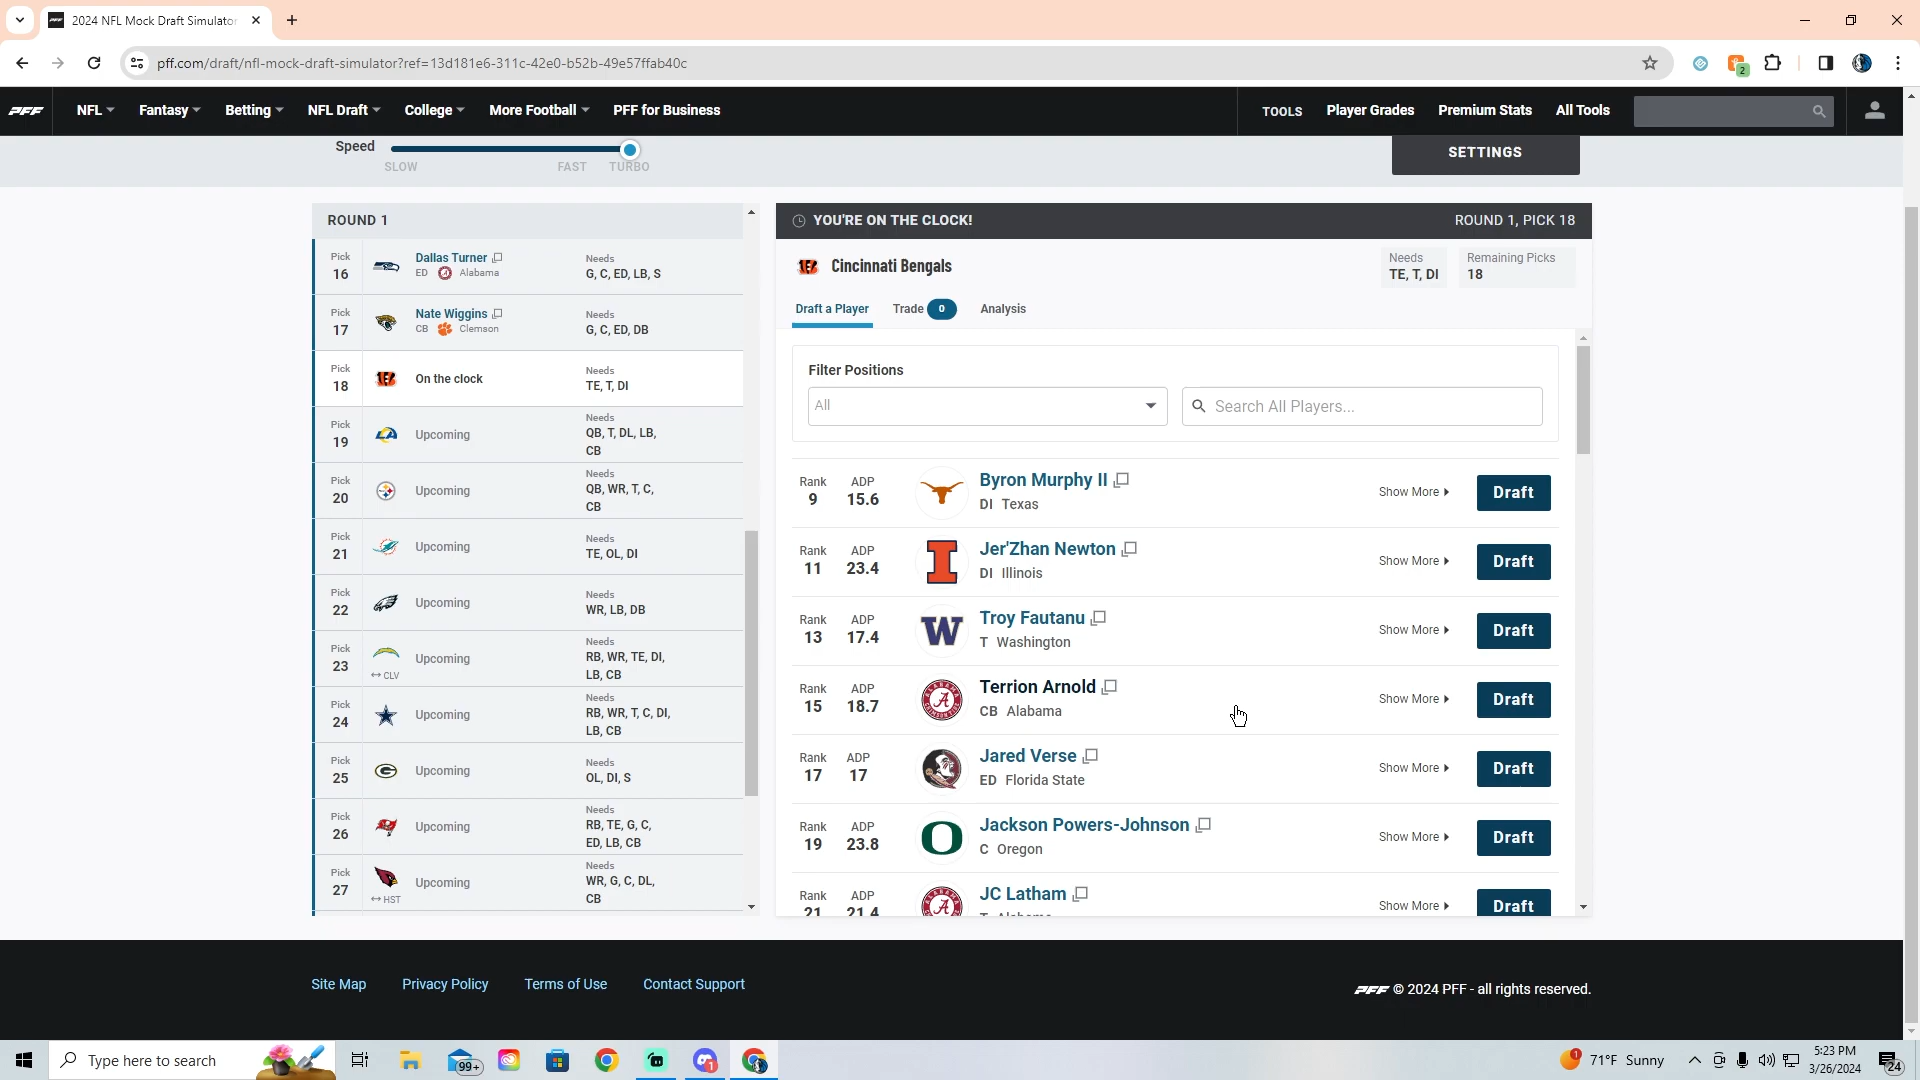 2024 NFL Mock Draft Simulator
pff.com/draft/nfl-mock-draft-simulator?ref=13d181e6-311c-42e0-b52b-49e57ffab40c
2
PFF NFL Fantasy Betting NFL Draft College More Football PFF for Business TOOLS Player Grades Premium Stats All Tools
Speed
SLOW FAST TURBO
SETTINGS
ROUND 1
Pick 16
Dallas Turner
ED Alabama
Needs
G, C, ED, LB, S
Pick 17
Nate Wiggins
CB Clemson
Needs
G, C, ED, DB
Pick 18
On the clock
Needs
TE, T, DI
Pick 19
Upcoming
Needs
QB, T, DL, LB,
CB
Pick 20
Upcoming
Needs
QB, WR, T, C,
CB
Pick 21
Upcoming
Needs
TE, OL, DI
Pick 22
Upcoming
Needs
WR, LB, DB
Pick 23
CLV
Upcoming
Needs
RB, WR, TE, DI,
LB, CB
Pick 24
Upcoming
Needs
RB, WR, T, C, DI,
LB, CB
Pick 25
Upcoming
Needs
OL, DI, S
Pick 26
Upcoming
Needs
RB, TE, G, C,
ED, LB, CB
Pick 27
HST
Upcoming
Needs
WR, G, C, DL,
CB
YOU'RE ON THE CLOCK! ROUND 1, PICK 18
Cincinnati Bengals
Needs
TE, T, DI
Remaining Picks
18
Draft a Player Trade 0 Analysis
Filter Positions
All
Search All Players...
Rank 9 ADP 15.6
Byron Murphy II
DI Texas
Show More Draft
Rank 11 ADP 23.4
Jer'Zhan Newton
DI Illinois
Show More Draft
Rank 13 ADP 17.4
Troy Fautanu
T Washington
Show More Draft
Rank 15 ADP 18.7
Terrion Arnold
CB Alabama
Show More Draft
Rank 17 ADP 17
Jared Verse
ED Florida State
Show More Draft
Rank 19 ADP 23.8
Jackson Powers-Johnson
C Oregon
Show More Draft
Rank 21 ADP 21.4
JC Latham
T Alabama
Show More Draft
Site Map Privacy Policy Terms of Use Contact Support
PFF © 2024 PFF - all rights reserved.
Type here to search
99+
1
1
71°F Sunny
5:23 PM
3/26/2024
24